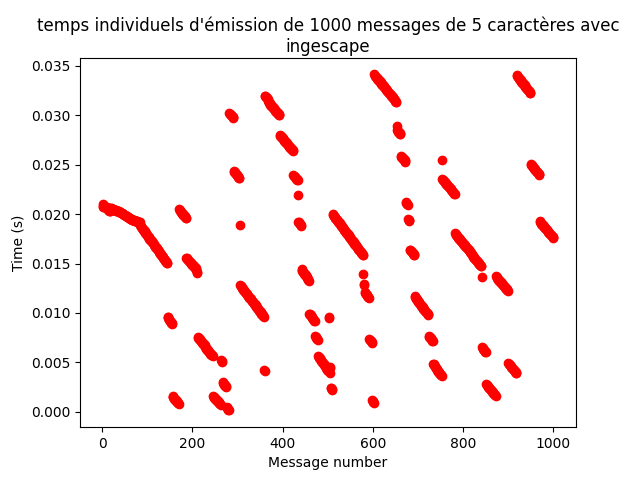 temps individuels d'émission de 1000 messages de 5 caractères avec
ingescape
0.035
0.030
0.025
0.020
0.015
0.010
0.005
0.000
Time (s)
0 200 400 600 800 1000
Message number